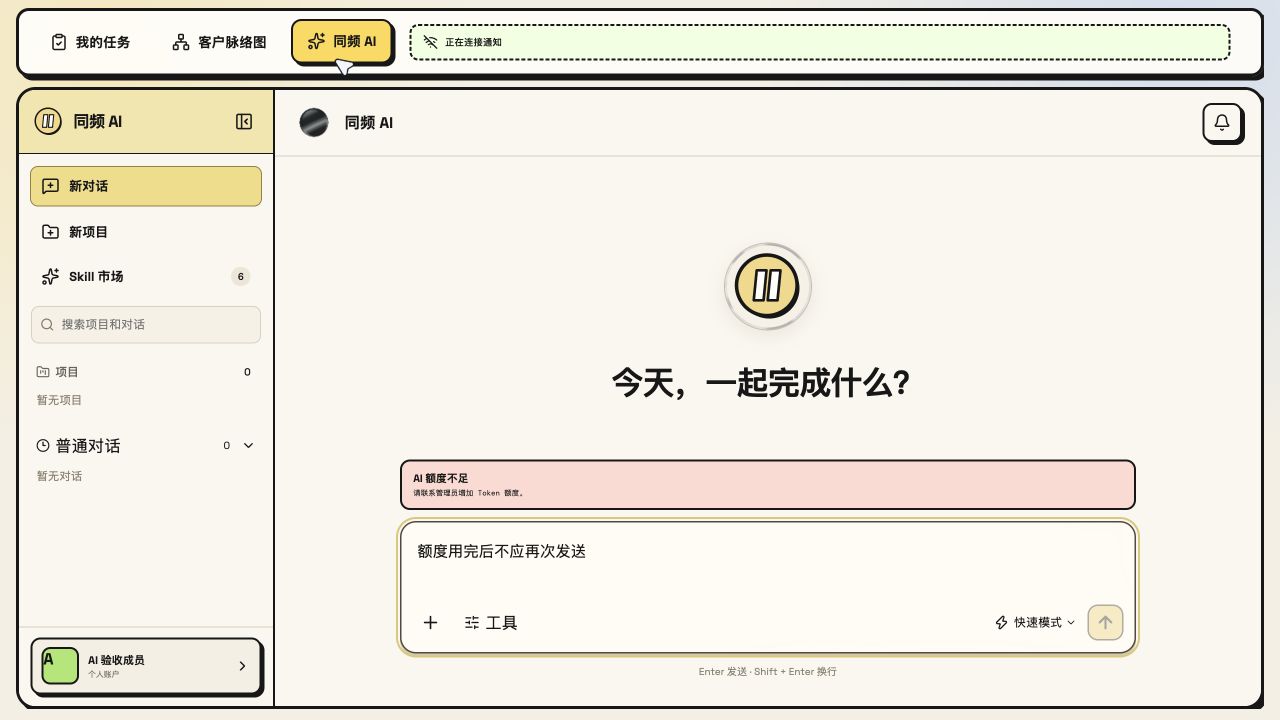 我的任务
客户脉络图
同频 AI
正在连接通知
同频 AI
同频 AI
新对话
新项目
Skill 市场
6
搜索项目和对话
项目
0
暂无项目
普通对话
0
暂无对话
今天，一起完成什么？
AI 额度不足
请联系管理员增加 Token 额度。
额度用完后不应再次发送
工具
快速模式
Enter 发送 · Shift + Enter 换行
A
AI 验收成员
个人账户